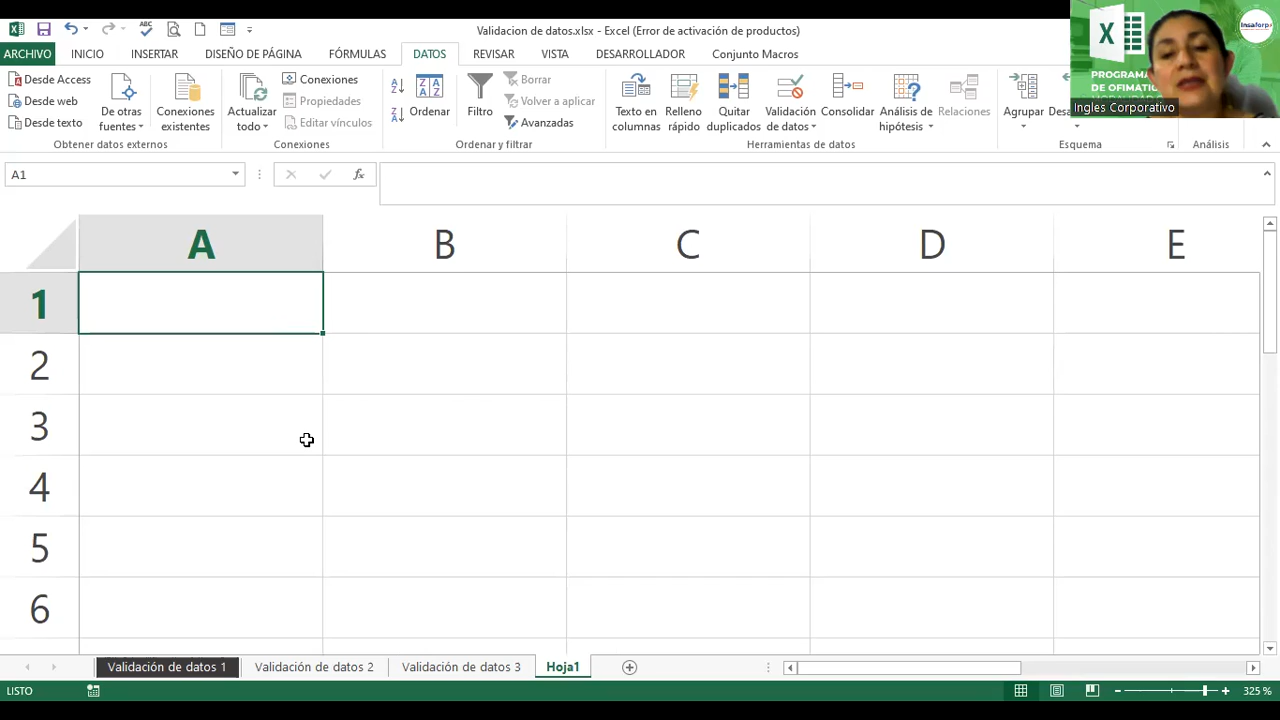 Validacion de datos.xlsx - Excel (Error de activación de productos)
ARCHIVO INICIO INSERTAR DISEÑO DE PÁGINA FÓRMULAS DATOS REVISAR VISTA DESARROLLADOR Conjunto Macros
Desde Access
Desde web
Desde texto
De otras
fuentes
Conexiones
existentes
Obtener datos externos
Actualizar
todo
Conexiones
Propiedades
Editar vínculos
Conexiones
Ordenar
Filtro
Borrar
Volver a aplicar
Avanzadas
Ordenar y filtrar
Texto en
columnas
Relleno
rápido
Quitar
duplicados
Validación
de datos
Consolidar
Análisis de
hipótesis
Relaciones
Herramientas de datos
Agrupar
Esquema
Análisis
insaforp
PROGRAMA
DE OFIMATIC
Ingles Corporativo
A1
A B C D E
1
2
3
4
5
6
Validación de datos 1 Validación de datos 2 Validación de datos 3 Hoja1
LISTO
325 %